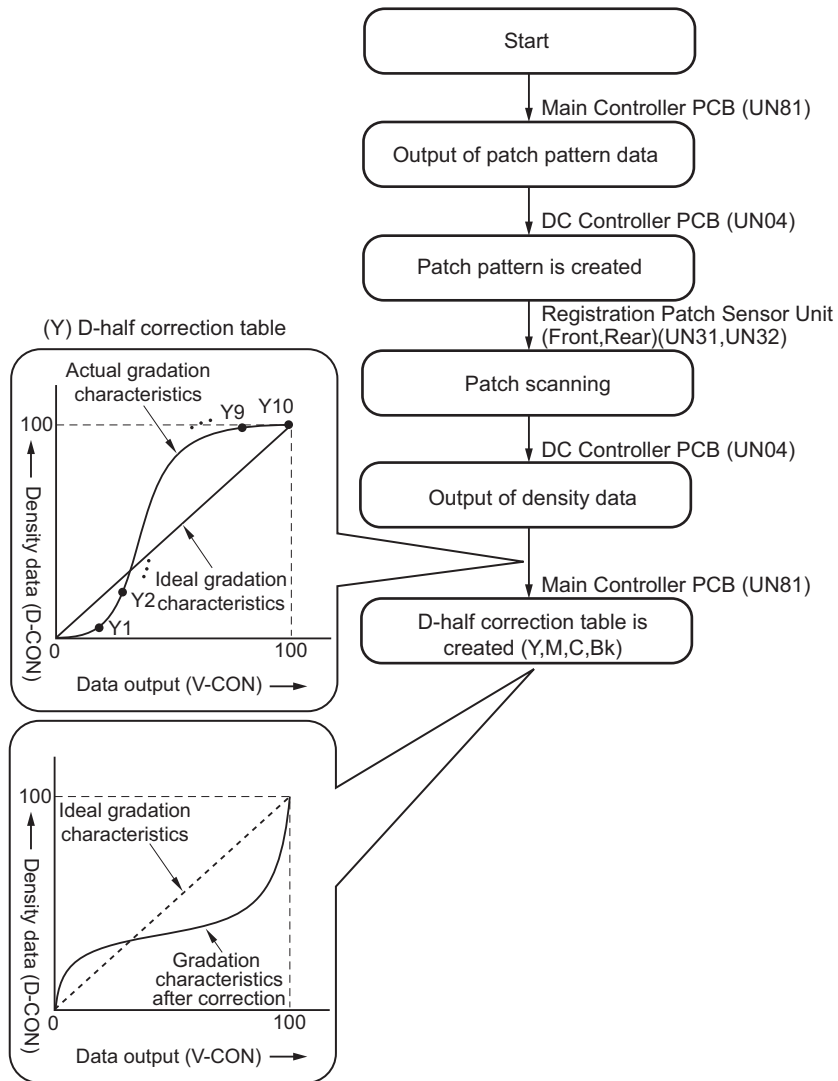 Start
Main Controller PCB (UN81)
Output of patch pattern data
DC Controller PCB (UN04)
Patch pattern is created
Registration Patch Sensor Unit
(Front,Rear)(UN31,UN32)
Patch scanning
DC Controller PCB (UN04)
Output of density data
Main Controller PCB (UN81)
D-half correction table is
created (Y,M,C,Bk)
(Y) D-half correction table
Actual gradation
characteristics
Y9
Y10
100
Density data (D-CON)
Ideal gradation
characteristics
Y2
Y1
0
100
Data output (V-CON)
100
Ideal gradation
characteristics
Density data (D-CON)
Gradation
characteristics
after correction
0
100
Data output (V-CON)